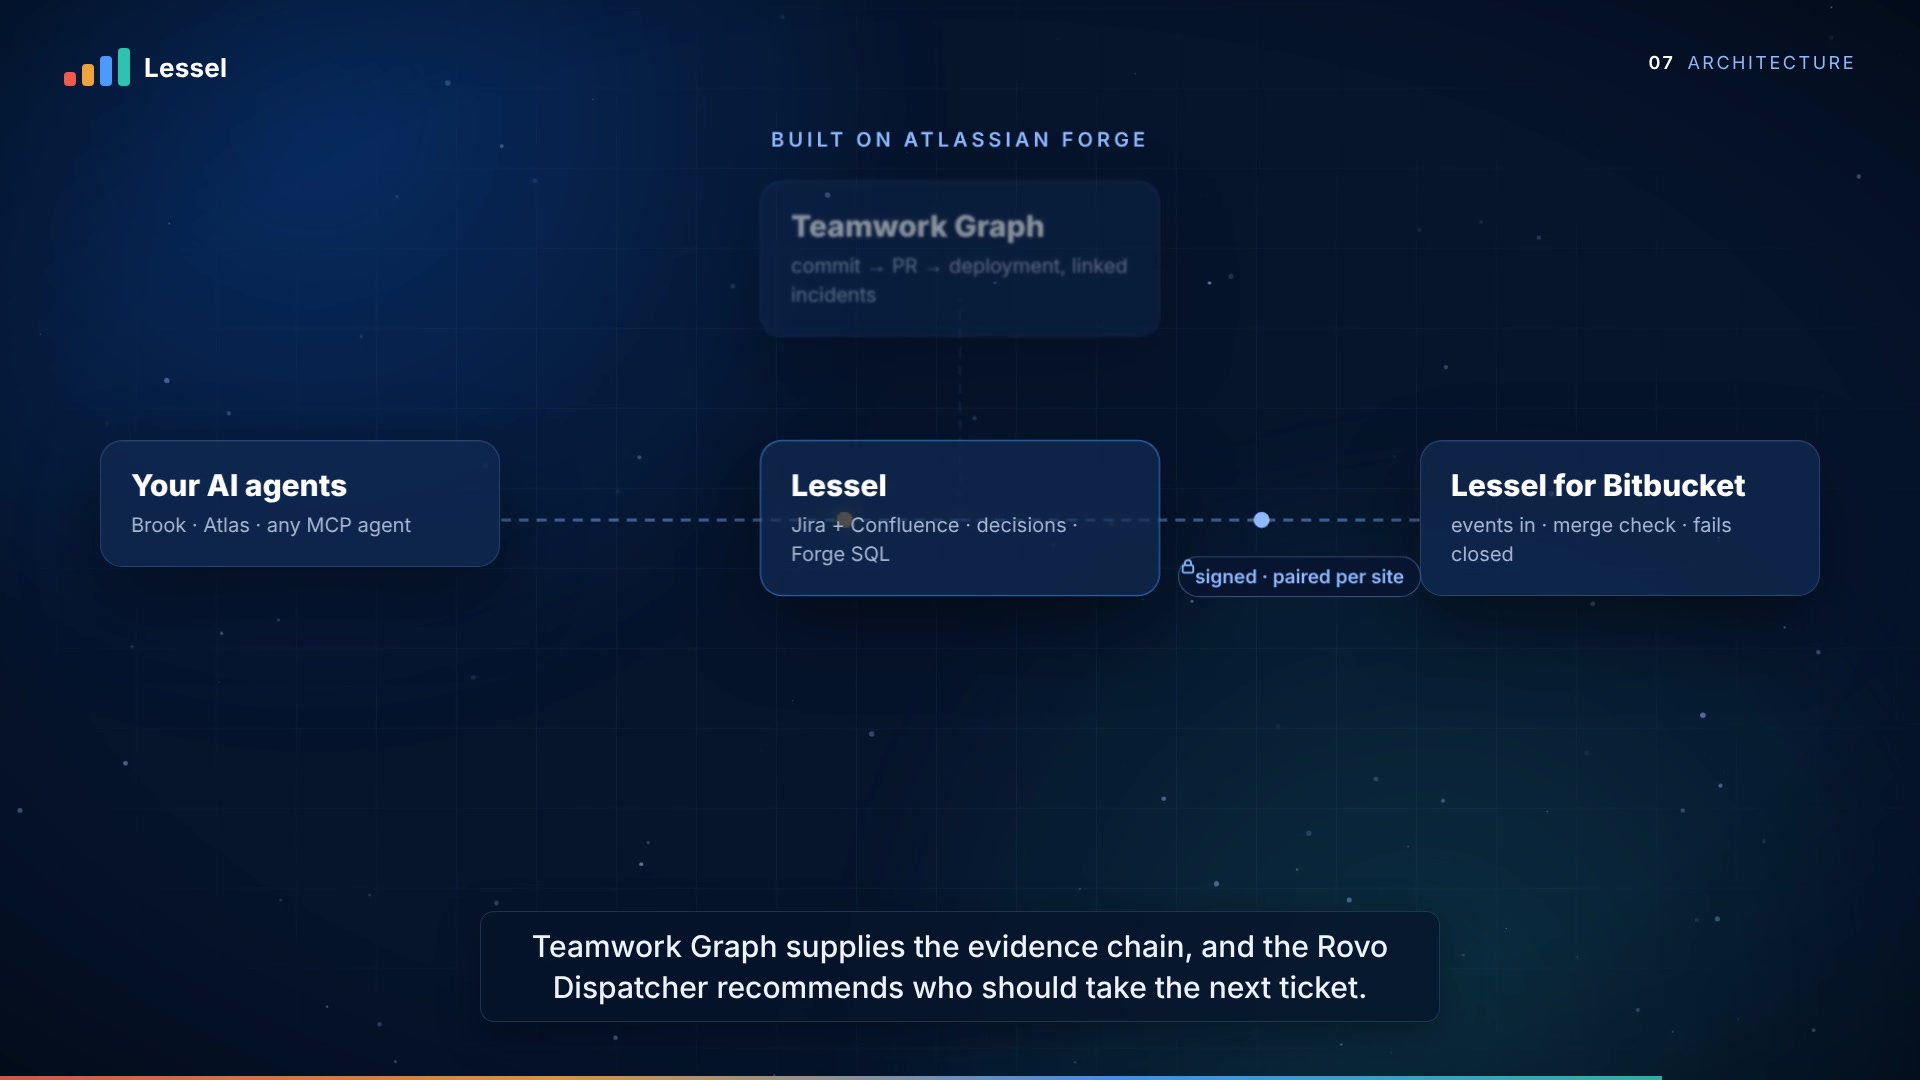 Lessel
07 ARCHITECTURE
BUILT ON ATLASSIAN FORGE
Teamwork Graph
commit → PR → deployment, linked
incidents
Your AI agents
Brook · Atlas · any MCP agent
Lessel
Jira + Confluence · decisions ·
Forge SQL
signed · paired per site
Lessel for Bitbucket
events in · merge check · fails
closed
Teamwork Graph supplies the evidence chain, and the Rovo
Dispatcher recommends who should take the next ticket.